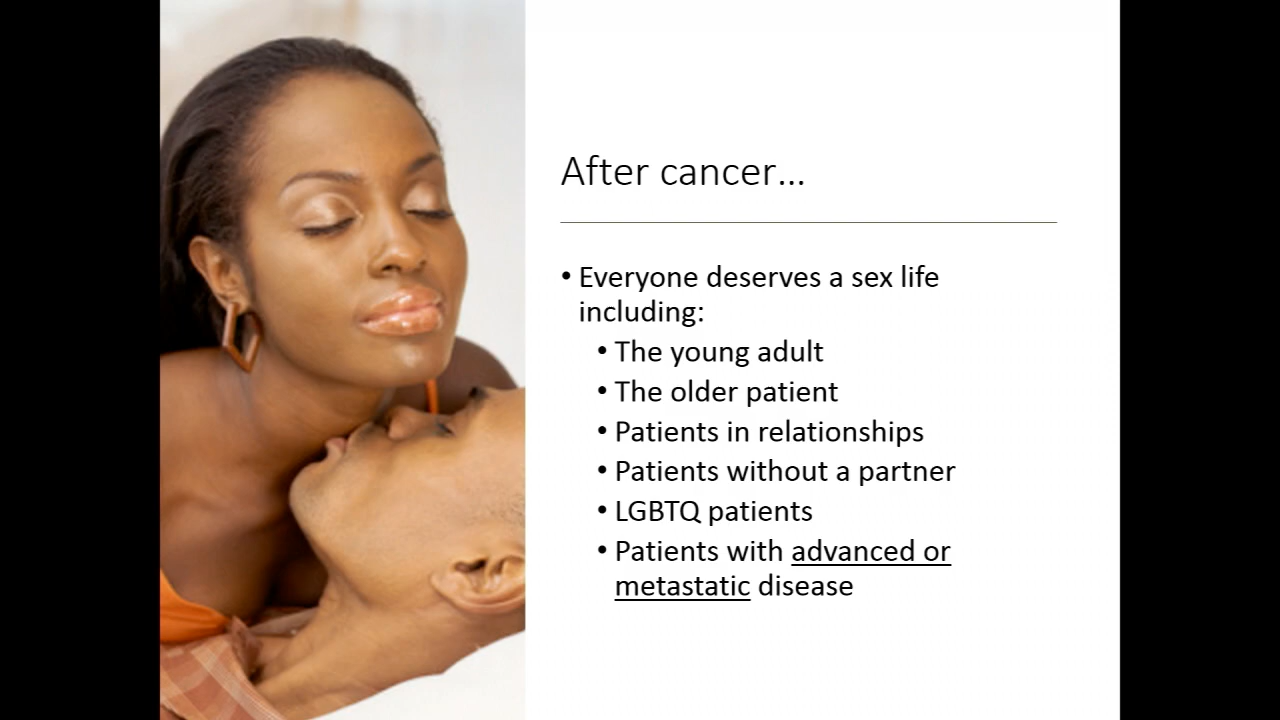 After cancer...
• Everyone deserves a sex life
including:
• The young adult
• The older patient
• Patients in relationships
• Patients without a partner
• LGBTQ patients
• Patients with advanced or
metastatic disease